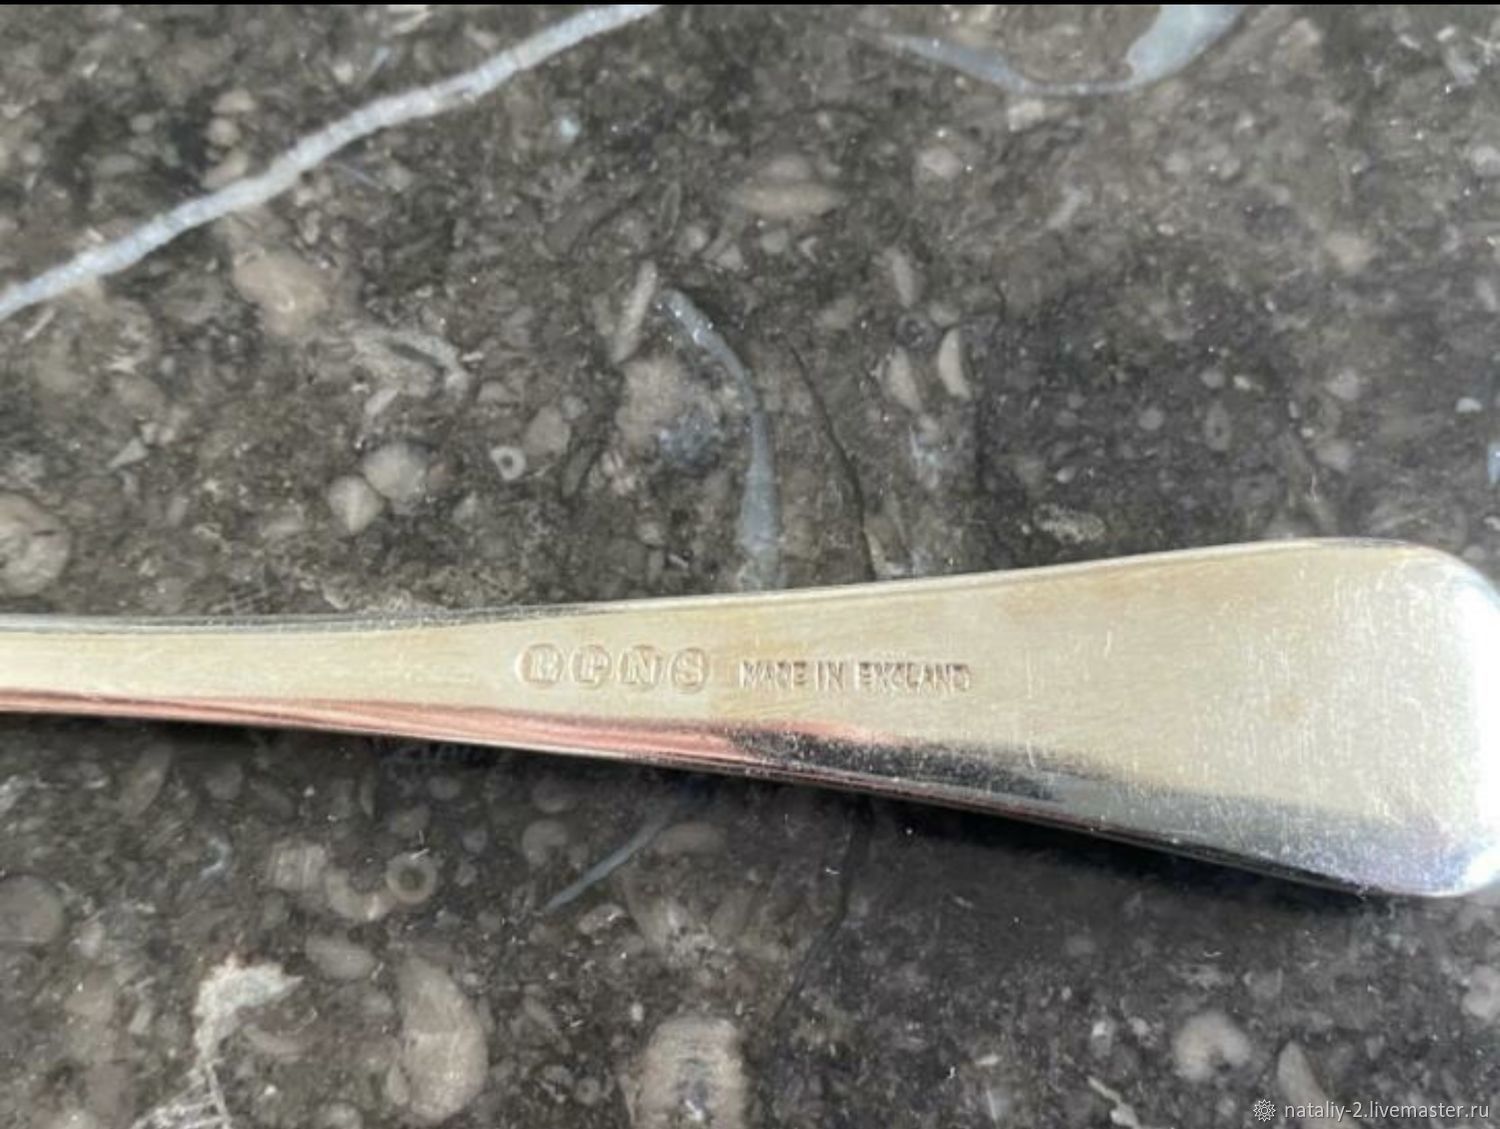 EPNS MADE IN ENGLAND
nataliy-2.livemaster.ru